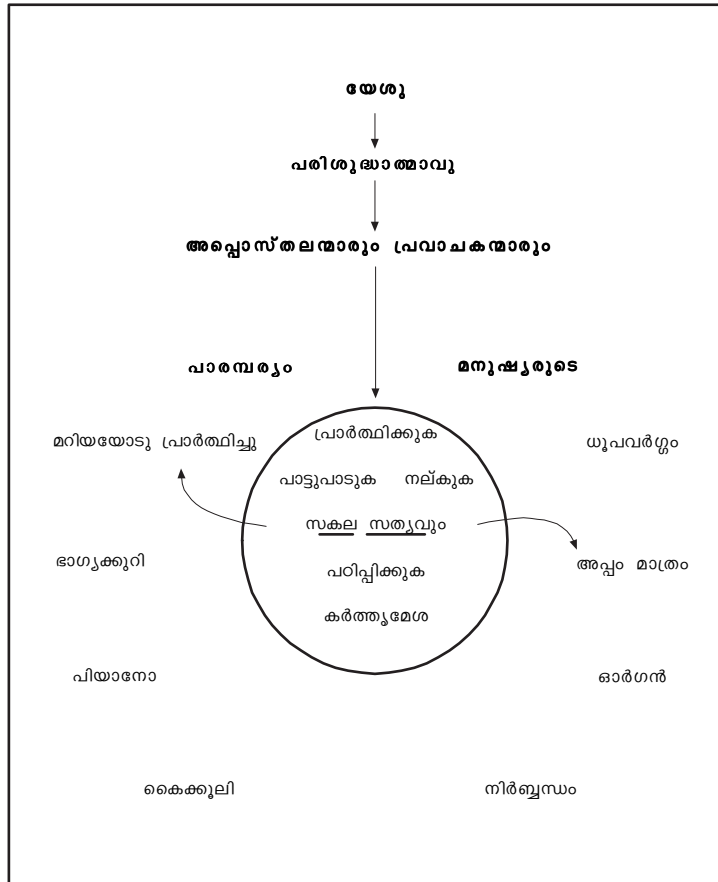 യേശു
പരിശുദ്ധാത്മാവു
അപ്പൊസ്തലന്മാരും പ്രവാചകന്മാരും
പാരമ്പര്യം
മനുഷ്യരുടെ
പ്രാർത്ഥിക്കുക
മറിയയോടു പ്രാർത്ഥിച്ചു
ധൂപവർഗ്ഗം
പാട്ടുപാടുക നല്കുക
സകല സത്യവും
ഭാഗ്യക്കുറി
അപ്പം മാത്രം
പഠിപ്പിക്കുക
കർത്തൃമേശ
പിയാനോ
ഓർഗൻ
കൈക്കൂലി
നിർബ്ബന്ധം